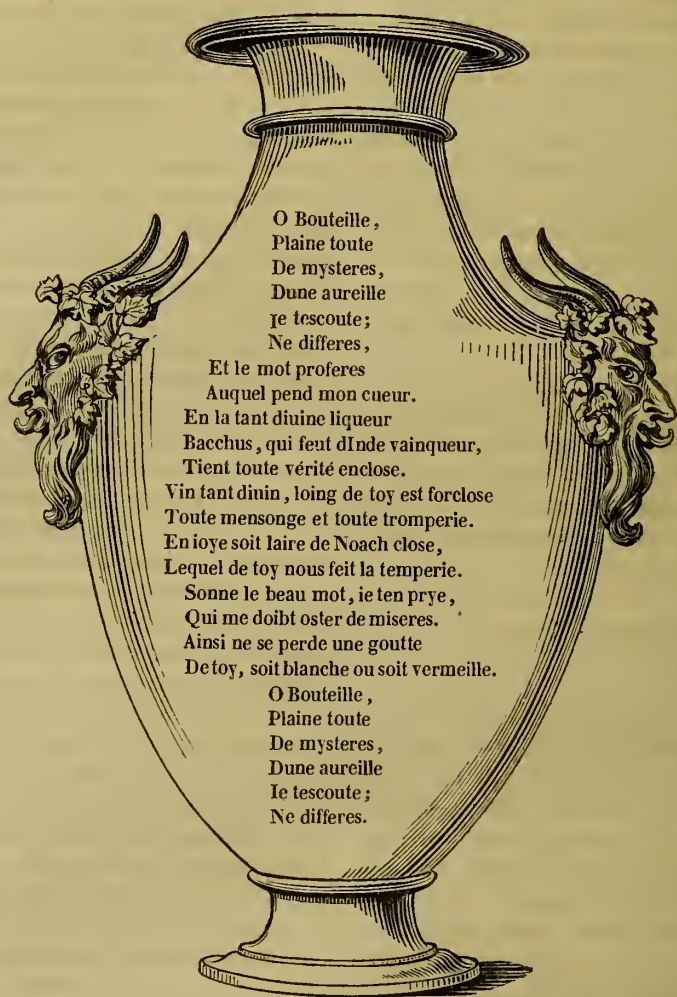 O Bouteille,
Plaine toute
De mysteres,
Dune aureille
Ie tescoute;
Ne differes,
Et le mot proferes
Auquel pend mon cueur.
En la tant diuine liqueur
Bacchus, qui feut dInde vainqueur,
Tient toute vérité enclose.
Vin tant diuin, loing de toy est forclose
Toute mensonge et toute tromperie.
En ioye soit laire de Noach close,
Lequel de toy nous feit la temperie.
Sonne le beau mot, ie ten prye,
Qui me doibt oster de miseres.
Ainsi ne se perde une goutte
De toy, soit blanche ou soit vermeille.
O Bouteille,
Plaine toute
De mysteres,
Dune aureille
Ie tescoute;
Ne differes.